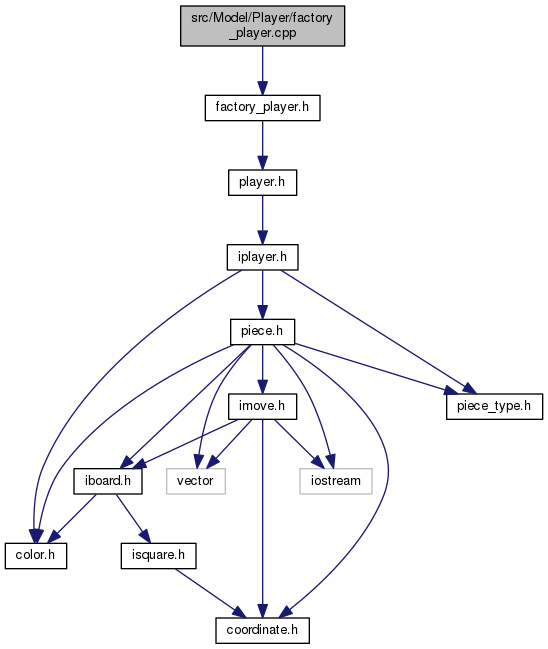 src/Model/Player/factory
_player.cpp
factory_player.h
player.h
iplayer.h
piece.h
imove.h
piece_type.h
iboard.h
vector
iostream
color.h
isquare.h
coordinate.h